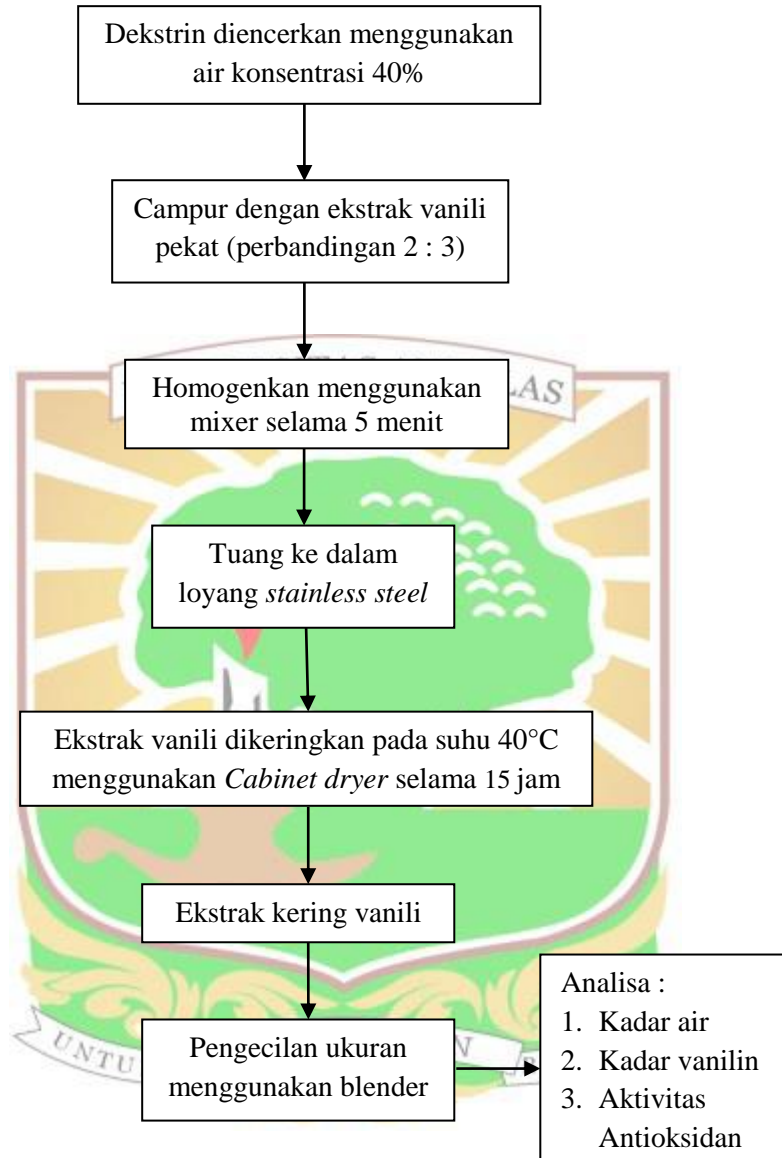 Dekstrin diencerkan menggunakan
air konsentrasi 40%
Campur dengan ekstrak vanili
pekat (perbandingan 2 : 3)
LAS
Homogenkan menggunakan
mixer selama 5 menit
Tuang ke dalam
loyang stainless steel
Ekstrak vanili dikeringkan pada suhu 40°C
menggunakan Cabinet dryer selama 15 jam
Ekstrak kering vanili
Pengecilan ukuran
menggunakan blender
UNTU
N
Analisa :
1. Kadar air
2. Kadar vanilin
3. Aktivitas
Antioksidan